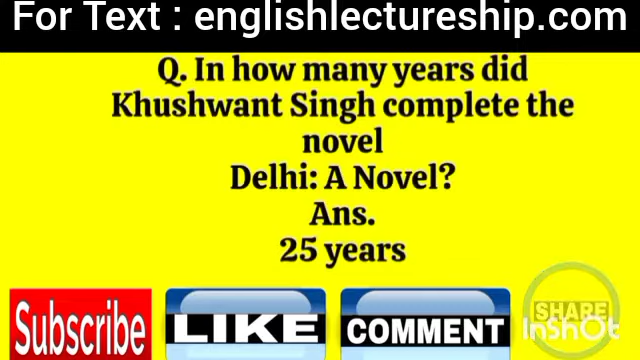 For Text : englishlectureship.com
Q. In how many years did
Khushwant Singh complete the
novel
Delhi: A Novel?
Ans.
25 years
Subscribe
LIKE
COMMENT
SHARE
InShOt